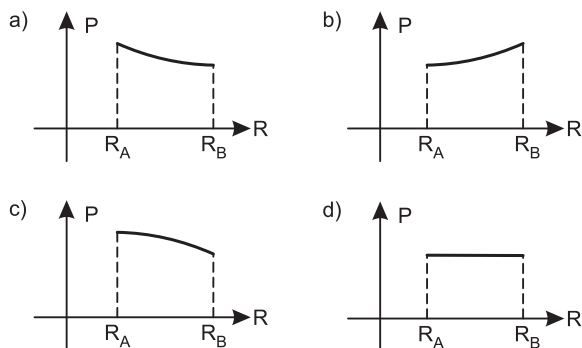 a) P
R_A R_B R
b) P
R_A R_B R
c) P
R_A R_B R
d) P
R_A R_B R